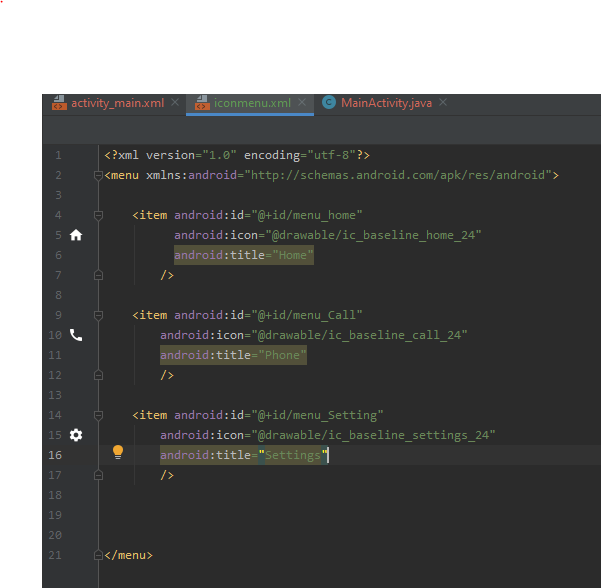 activity_main.xml iconmenu.xml MainActivity.java
1 <?xml version="1.0" encoding="utf-8"?>
2 <menu xmlns:android="http://schemas.android.com/apk/res/android">
3
4 <item android:id="@+id/menu_home"
5 android:icon="@drawable/ic_baseline_home_24"
6 android:title="Home"
7 />
8
9 <item android:id="@+id/menu_Call"
10 android:icon="@drawable/ic_baseline_call_24"
11 android:title="Phone"
12 />
13
14 <item android:id="@+id/menu_Setting"
15 android:icon="@drawable/ic_baseline_settings_24"
16 android:title="Settings"
17 />
18
19
20
21 </menu>